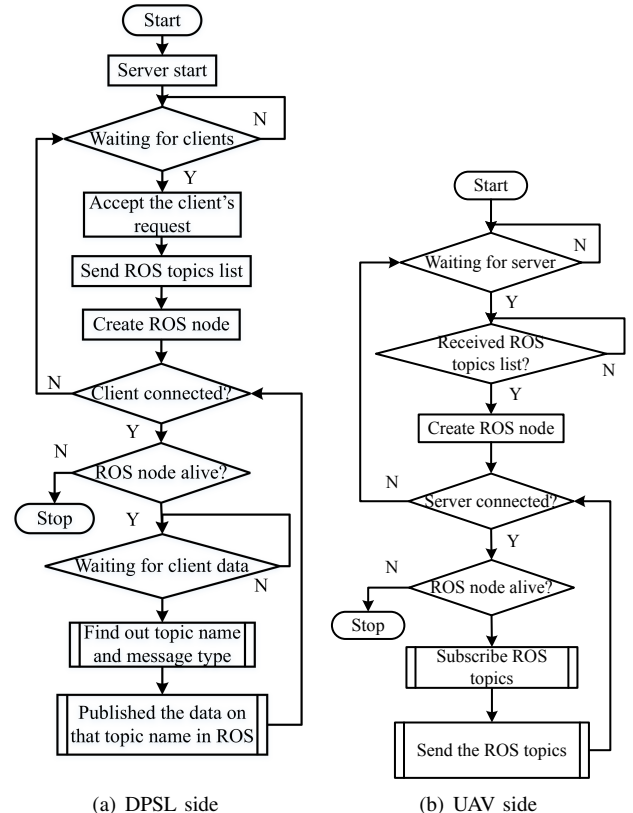 Start
Server start
Waiting for clients
N
Y
Accept the client's
request
Send ROS topics list
Create ROS node
Client connected?
N
Y
ROS node alive?
N
Stop
Y
Waiting for client data
N
Find out topic name
and message type
Published the data on
that topic name in ROS
(a) DPSL side
Start
Waiting for server
N
Y
Received ROS
topics list?
N
Y
Create ROS node
Server connected?
N
Y
ROS node alive?
N
Stop
Subscribe ROS
topics
Send the ROS topics
(b) UAV side